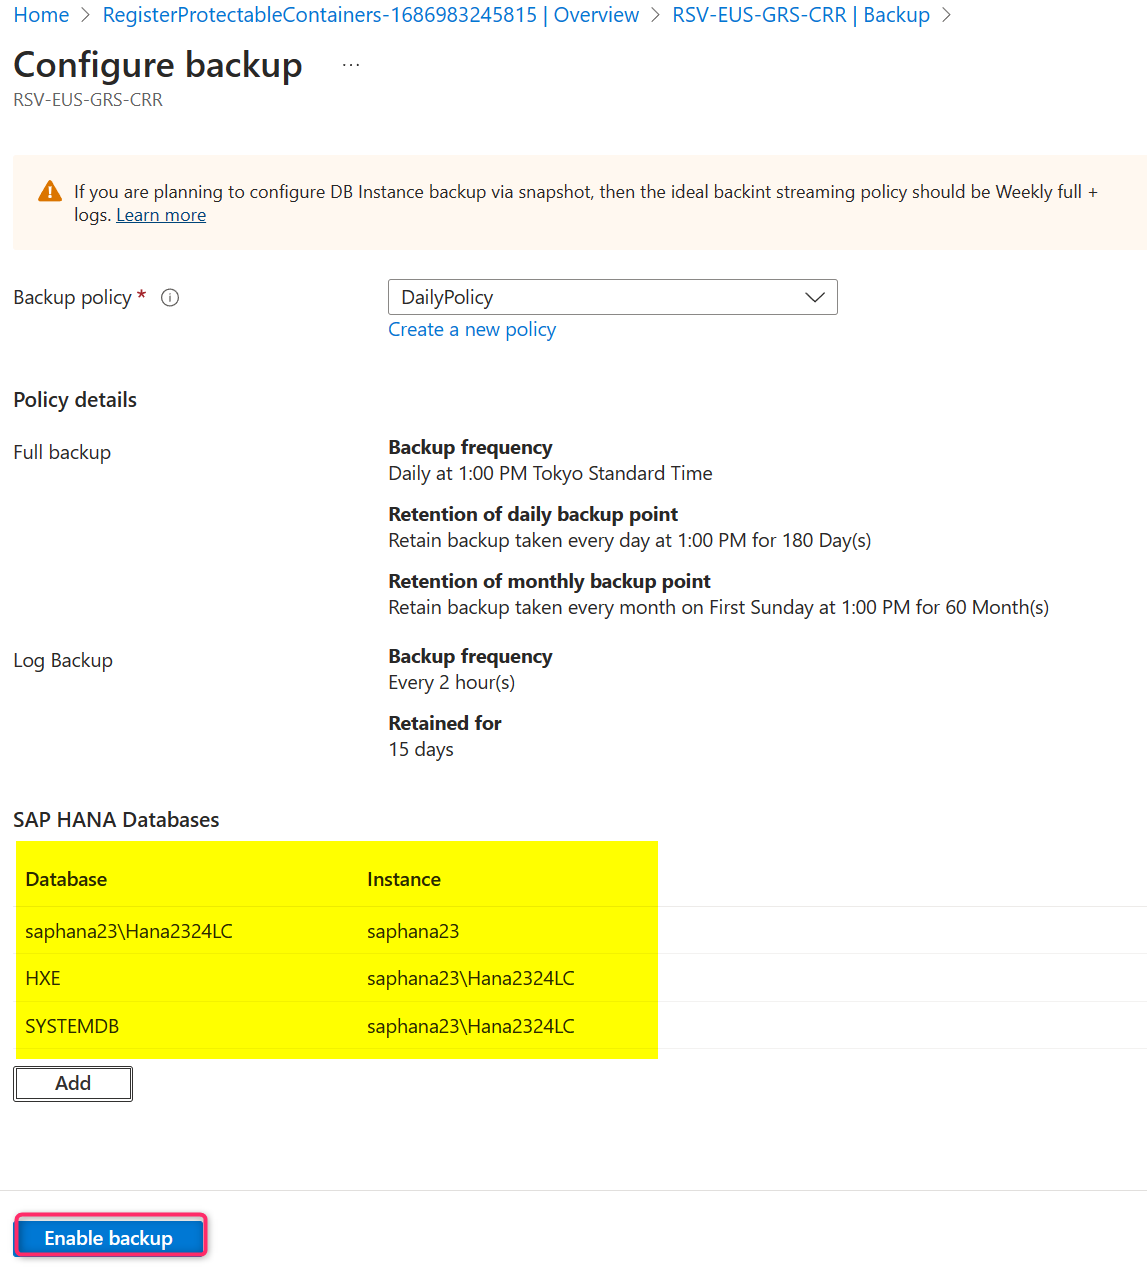 Home > RegisterProtectableContainers-1686983245815 | Overview > RSV-EUS-GRS-CRR | Backup >
Configure backup ...
RSV-EUS-GRS-CRR
If you are planning to configure DB Instance backup via snapshot, then the ideal backint streaming policy should be Weekly full +
logs. Learn more
Backup policy * DailyPolicy
Create a new policy
Policy details
Full backup
Backup frequency
Daily at 1:00 PM Tokyo Standard Time
Retention of daily backup point
Retain backup taken every day at 1:00 PM for 180 Day(s)
Retention of monthly backup point
Retain backup taken every month on First Sunday at 1:00 PM for 60 Month(s)
Log Backup
Backup frequency
Every 2 hour(s)
Retained for
15 days
SAP HANA Databases
Database Instance
saphana23\Hana2324LC saphana23
HXE saphana23\Hana2324LC
SYSTEMDB saphana23\Hana2324LC
Add
Enable backup